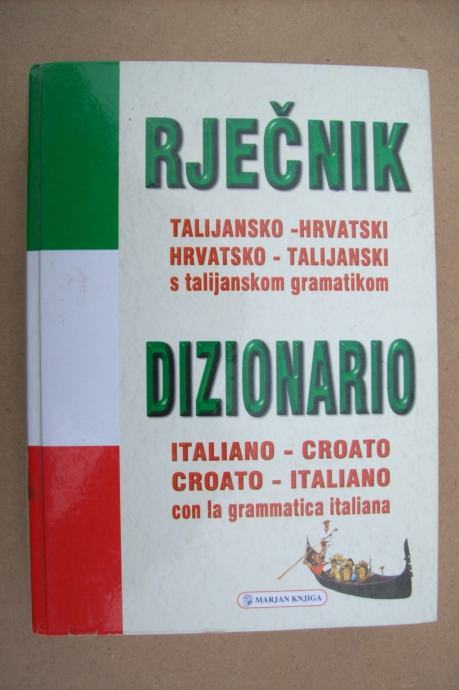 RJEČNIK
TALIJANSKO -HRVATSKI
HRVATSKO - TALIJANSKI
s talijanskom gramatikom
DIZIONARIO
ITALIANO - CROATO
CROATO - ITALIANO
con la grammatica italiana
MARJAN KNJIGA